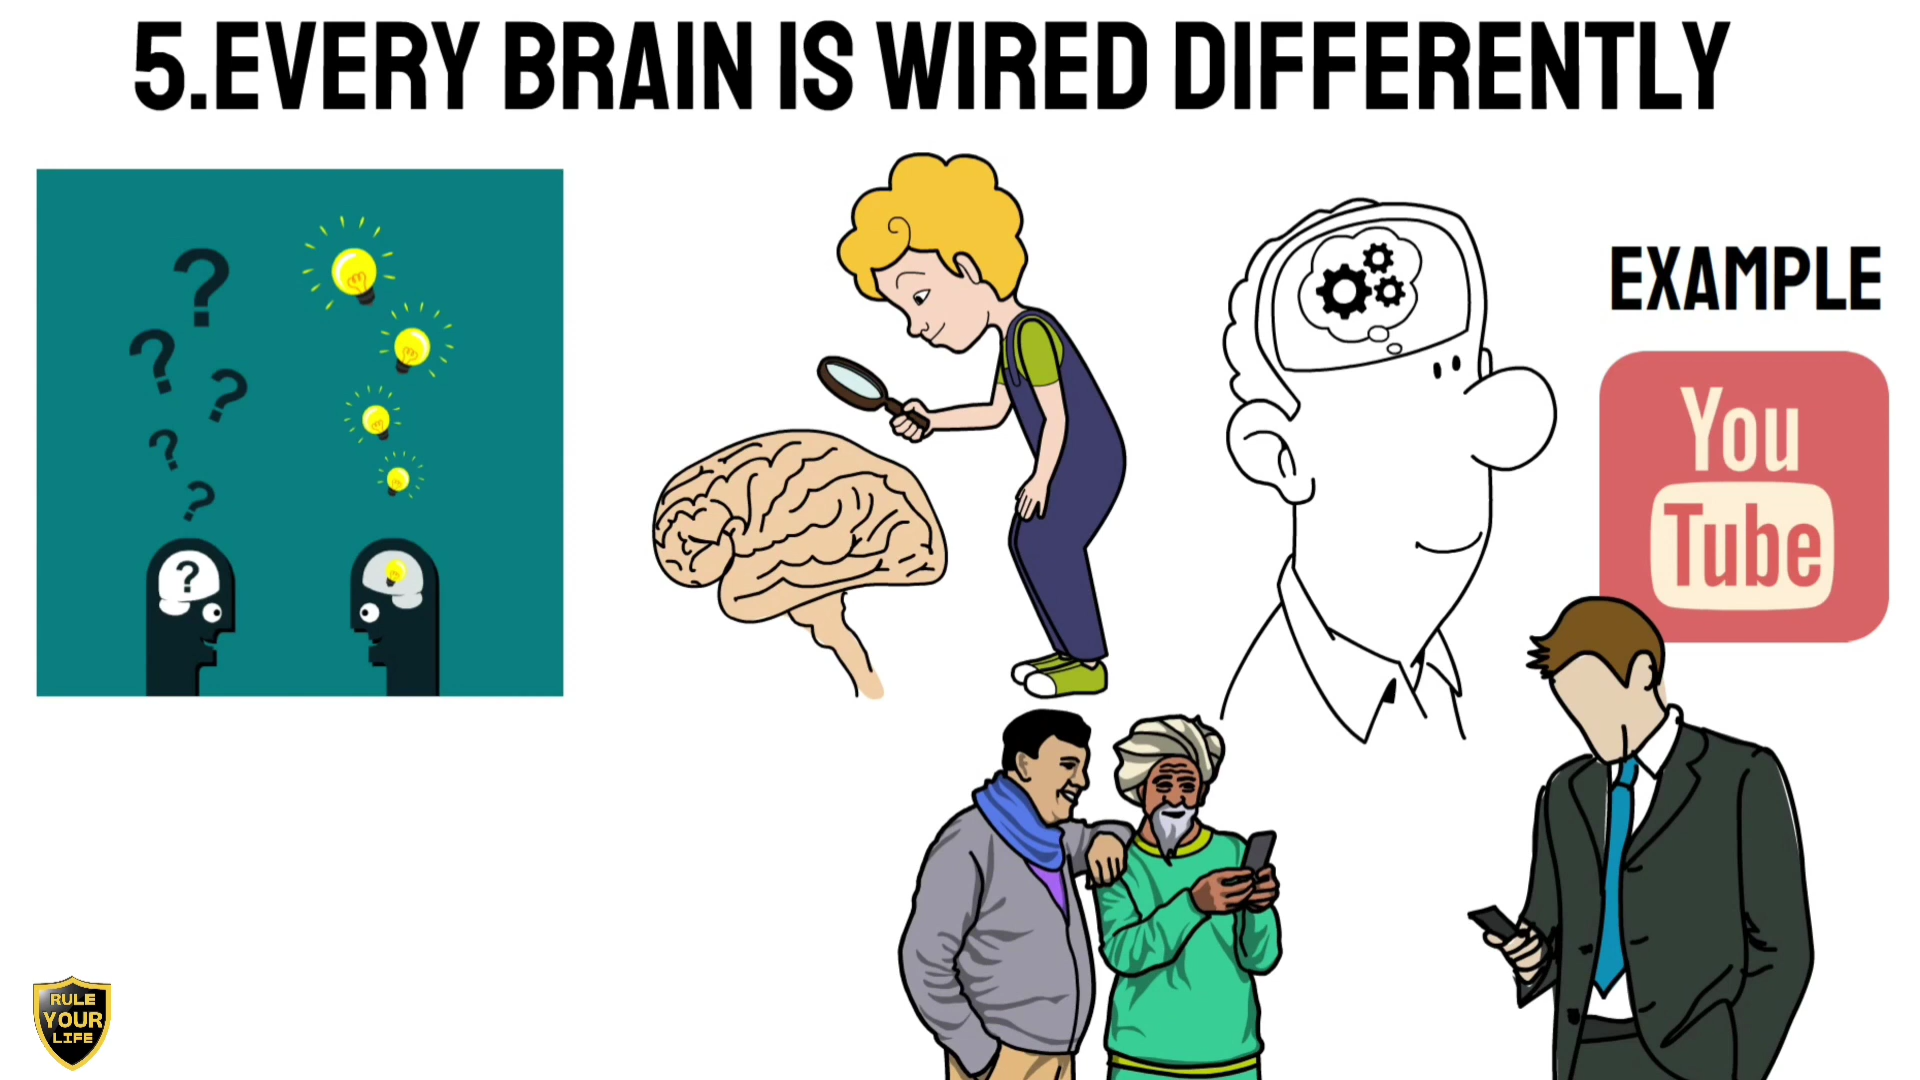 5.EVERY BRAIN IS WIRED DIFFERENTLY
? 
?
?
?
?
?
EXAMPLE
You
Tube
RULE
YOUR
LIFE